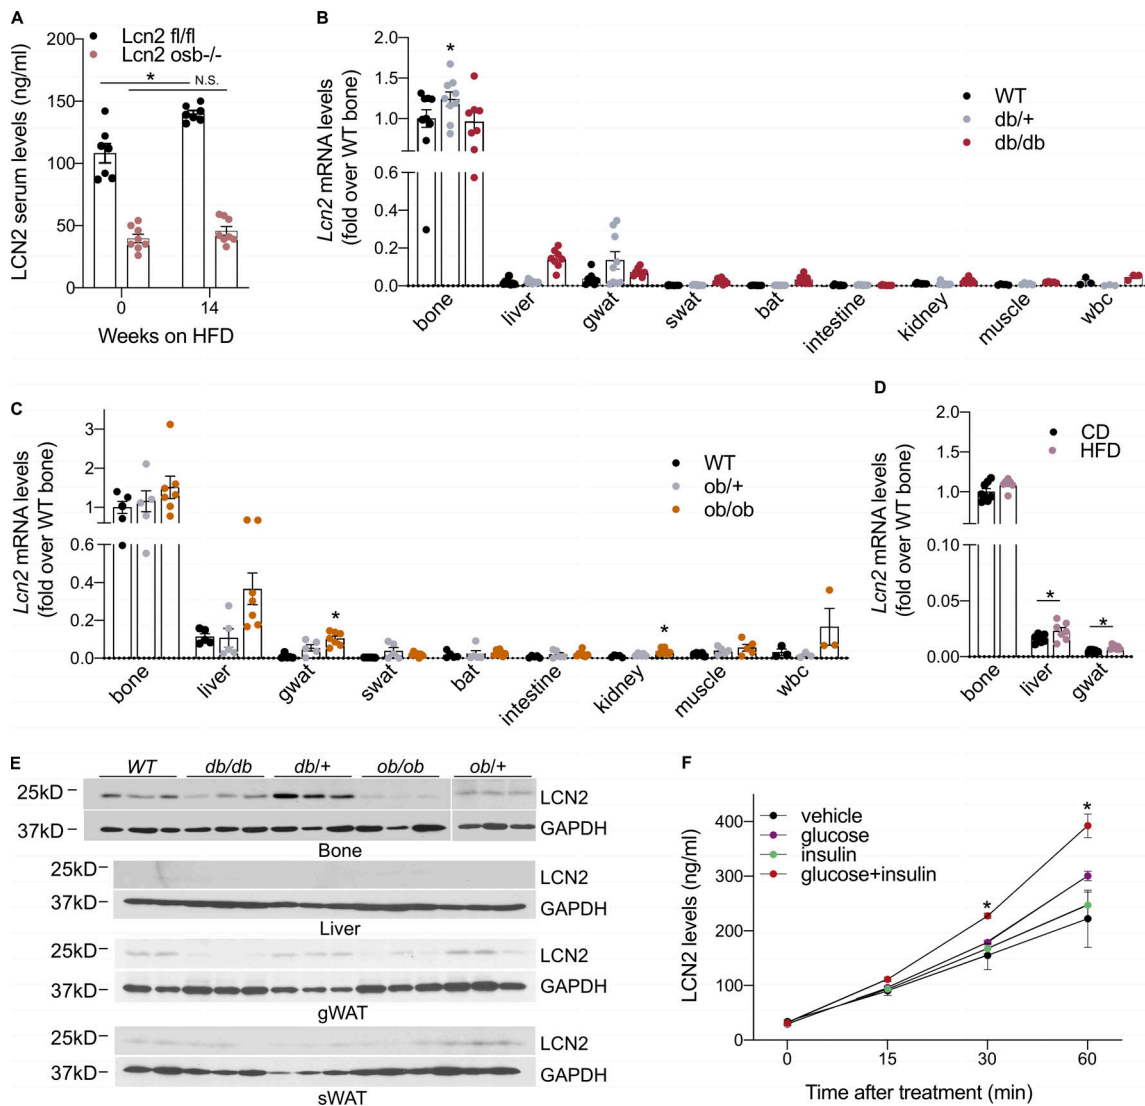 A
LCN2 serum levels (ng/ml)
200
150
100
50
0
Lcn2 fl/fl
Lcn2 osb-/-
*
N.S.
0
14
Weeks on HFD
B
Lcn2 mRNA levels
(fold over WT bone)
2.0
1.5
1.0
0.6
0.4
0.2
0.0
*
WT
db/+
db/db
bone
liver
gwat
swat
bat
intestine
kidney
muscle
wbc
C
Lcn2 mRNA levels
(fold over WT bone)
3
2
1
0.6
0.4
0.2
0.0
*
*
WT
ob/+
ob/ob
bone
liver
gwat
swat
bat
intestine
kidney
muscle
wbc
D
Lcn2 mRNA levels
(fold over WT bone)
2.0
1.5
1.0
0.10
0.05
0.00
CD
HFD
*
*
bone
liver
gwat
E
WT db/db db/+ ob/ob ob/+
25kD LCN2
37kD GAPDH
Bone
25kD LCN2
37kD GAPDH
Liver
25kD LCN2
37kD GAPDH
gWAT
25kD LCN2
37kD GAPDH
sWAT
F
LCN2 levels (ng/ml)
400
300
200
100
0
vehicle
glucose
insulin
glucose+insulin
*
*
0
15
30
60
Time after treatment (min)